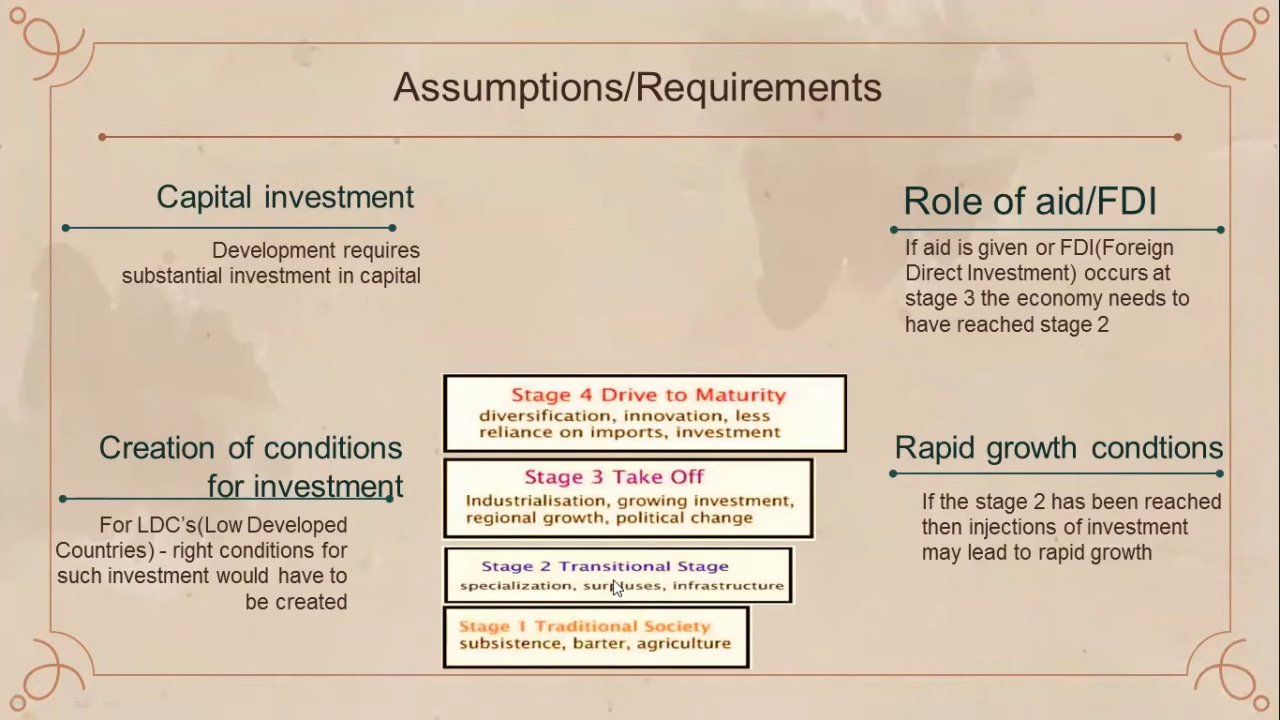 Assumptions/Requirements
Capital investment
Development requires
substantial investment in capital
Role of aid/FDI
If aid is given or FDI(Foreign
Direct Investment) occurs at
stage 3 the economy needs to
have reached stage 2
Creation of conditions
for investment
For LDC's(Low Developed
Countries) - right conditions for
such investment would have to
be created
Stage 4 Drive to Maturity
diversification, innovation, less
reliance on imports, investment
Stage 3 Take Off
Industrialisation, growing investment,
regional growth, political change
Stage 2 Transitional Stage
specialization, surpluses, infrastructure
Stage 1 Traditional Society
subsistence, barter, agriculture
Rapid growth condtions
If the stage 2 has been reached
then injections of investment
may lead to rapid growth